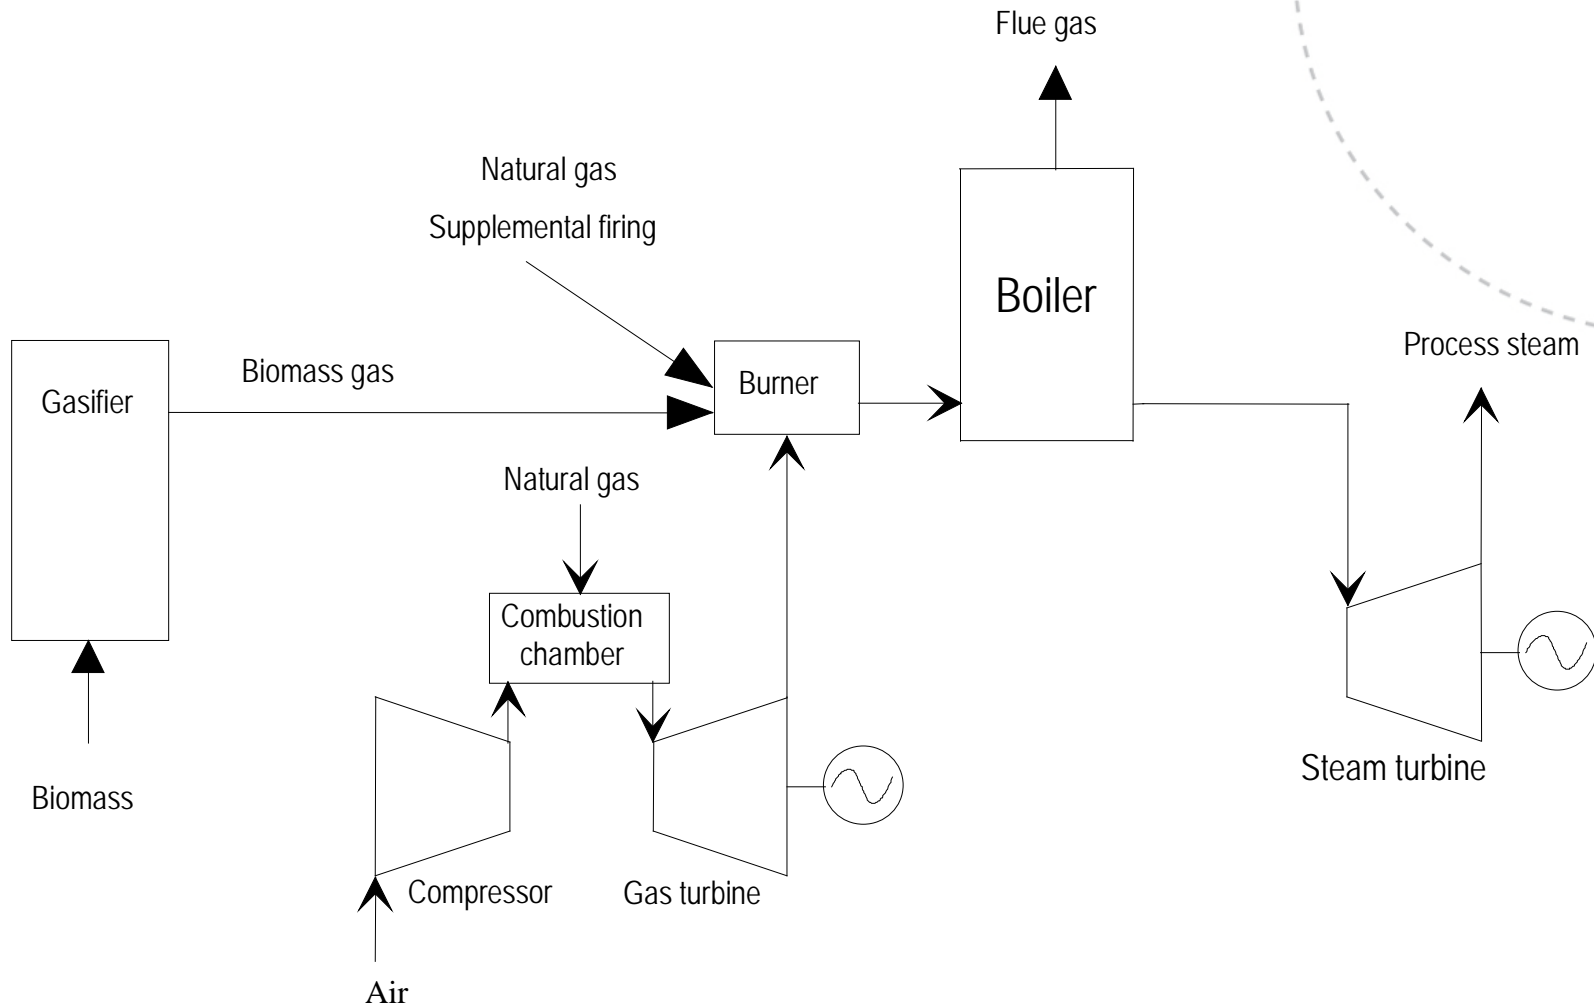 Flue gas
Natural gas
Supplemental firing
Boiler
Process steam
Biomass gas
Burner
Gasifier
Natural gas
Combustion
chamber
Steam turbine
Biomass
Compressor
Gas turbine
Air